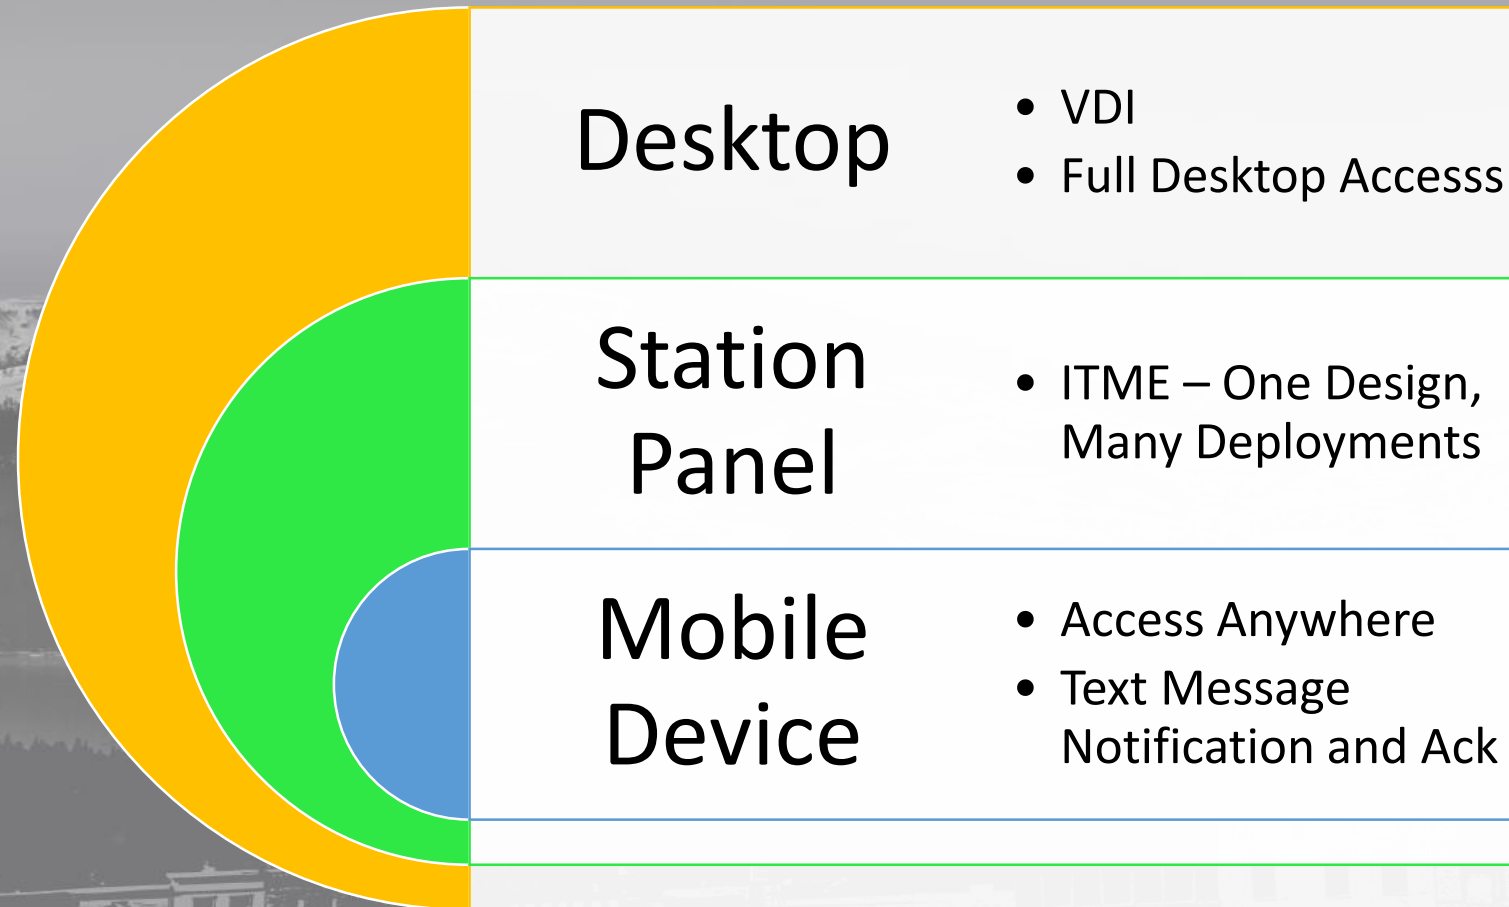 Desktop
• VDI
• Full Desktop Accesss
Station
Panel
• ITME – One Design,
Many Deployments
Mobile
Device
• Access Anywhere
• Text Message
Notification and Ack